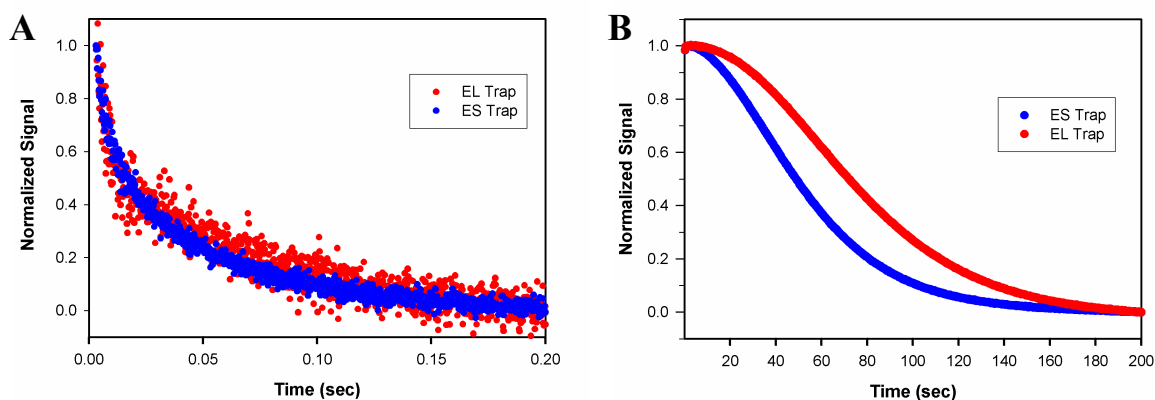 A
Normalized Signal
1.0
0.8
0.6
0.4
0.2
0.0
EL Trap
ES Trap
0.00 0.05 0.10 0.15 0.20
Time (sec)
B
Normalized Signal
1.0
0.8
0.6
0.4
0.2
0.0
ES Trap
EL Trap
20 40 60 80 100 120 140 160 180 200
Time (sec)